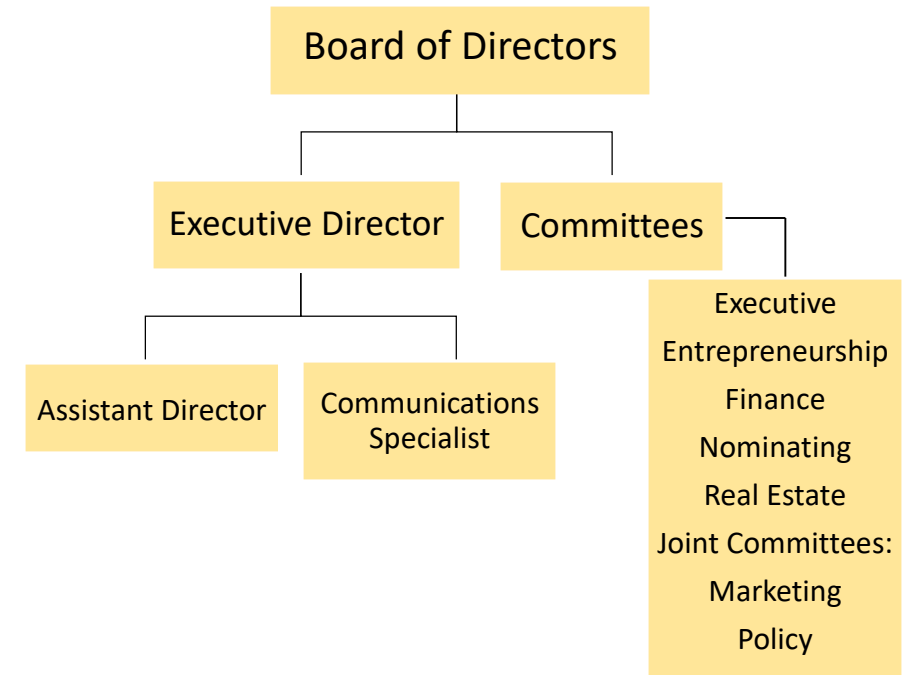 Board of Directors
Executive Director
Committees
Assistant Director
Communications
Specialist
Executive
Entrepreneurship
Finance
Nominating
Real Estate
Joint Committees:
Marketing
Policy